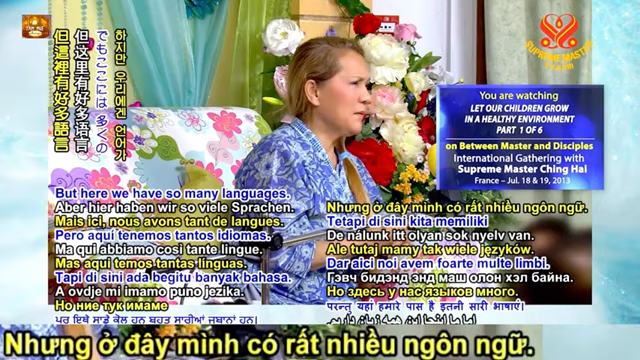 SUPREME MASTER
하지만 우리에겐 언어가
でもここには 多くの
但这里有好多语言
但這裡有好多語言
You are watching
LET OUR CHILDREN GROW
IN A HEALTHY ENVIRONMENT
PART 1 OF 6
on Between Master and Disciples
International Gathering with
Supreme Master Ching Hai
France – Jul. 18 & 19, 2013
But here we have so many languages.
Aber hier haben wir so viele Sprachen.
Mais ici, nous avons tant de langues.
Pero aquí tenemos tantos idiomas.
Ma qui abbiamo così tante lingue.
Mas aqui temos tantas línguas.
Tapi di sini ada begitu banyak bahasa.
A ovdje mi imamo puno jezika.
Но ние тук имаме
ਪਰ ਇਥੇ ਸਾਡੇ ਕੋਲ ਹਨ ਬਹੁਤ ਸਾਰੀਆਂ ਜ਼ੁਬਾਨਾਂ ਹਨ।
Nhưng ở đây mình có rất nhiều ngôn ngữ.
Tetapi di sini kita memiliki
De nálunk itt olyan sok nyelv van.
Ale tutaj mamy tak wiele języków.
Dar aici noi avem foarte multe limbi.
Гэвч бидэнд энд маш олон хэл байна.
Но здесь у нас языков много.
परन्तु यहां हमारे पास है इतनी सारी भाषाएँ।
اما ما اینجا این همه زبان داریم.
Nhưng ở đây mình có rất nhiều ngôn ngữ.